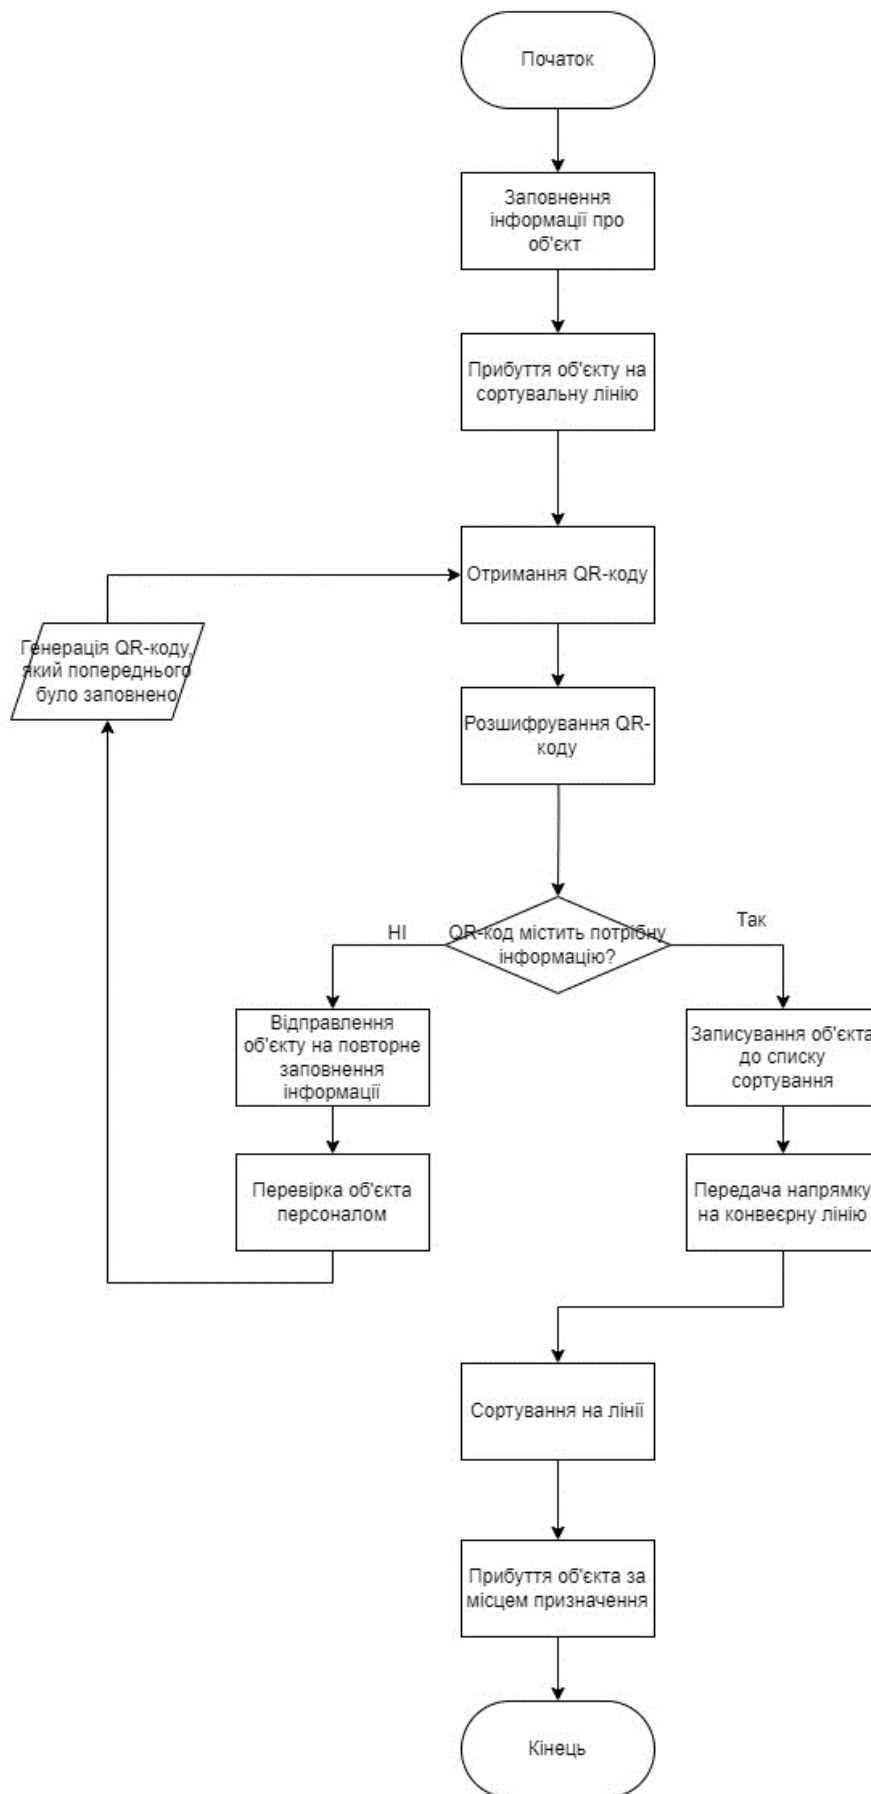 Початок
Заповнення
інформації про
об'єкт
Прибуття об'єкту на
сортувальну лінію
Отримання QR-коду
Генерація QR-коду,
який попереднього
було заповнено
Розшифрування QR-
коду
QR-код містить потрібну
інформацію?
НІ
Так
Відправлення
об'єкту на повторне
заповнення
інформації
Записування об'єкта
до списку
сортування
Перевірка об'єкта
персоналом
Передача напрямку
на конвеєрну лінію
Сортування на лінії
Прибуття об'єкта за
місцем призначення
Кінець